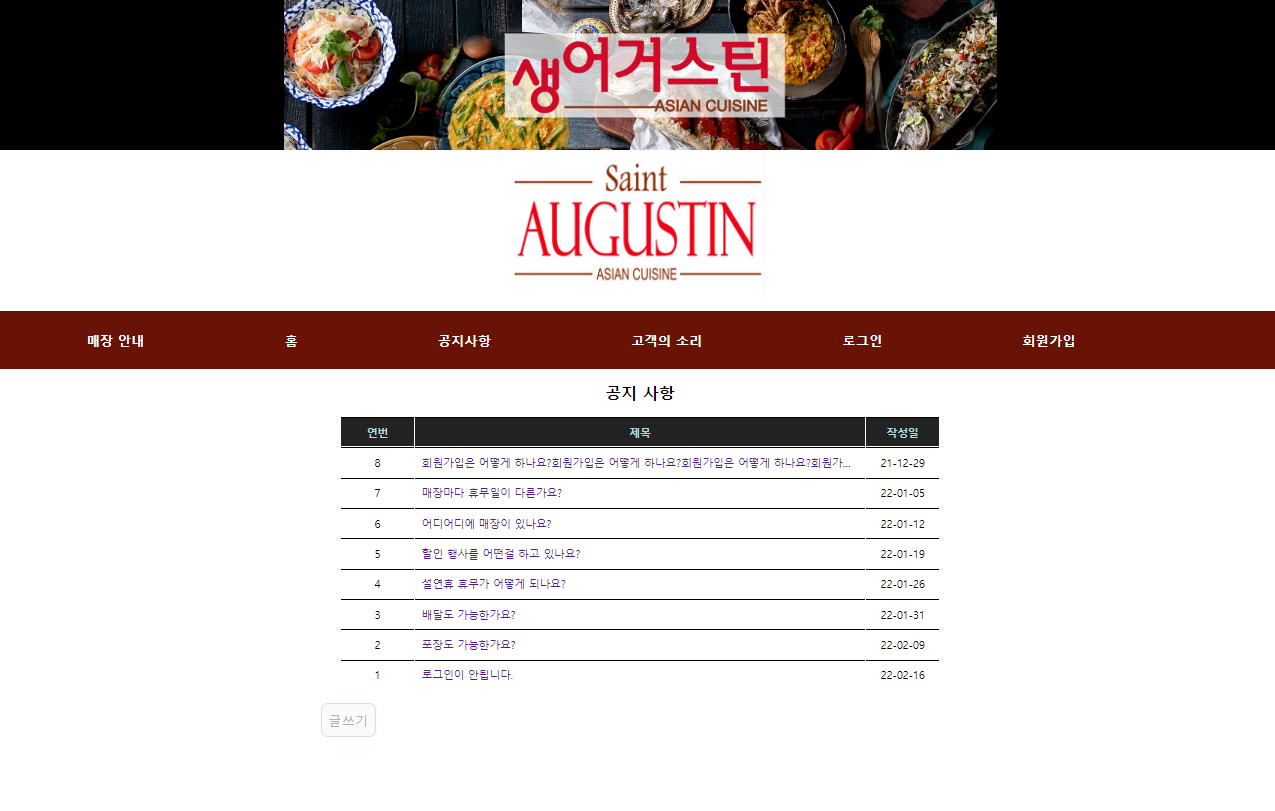 생어거스틴
ASIAN CUISINE
Saint
AUGUSTIN
ASIAN CUISINE
매장 안내 홈 공지사항 고객의 소리 로그인 회원가입
공지 사항
연번 제목 작성일
8 회원가입은 어떻게 하나요?회원가입은 어떻게 하나요?회원가입은 어떻게 하나요?회원가... 21-12-29
7 매장마다 휴무일이 다른가요? 22-01-05
6 어디어디에 매장이 있나요? 22-01-12
5 할인 행사를 어떤걸 하고 있나요? 22-01-19
4 설연휴 휴무가 어떻게 되나요? 22-01-26
3 배달도 가능한가요? 22-01-31
2 포장도 가능한가요? 22-02-09
1 로그인이 안됩니다. 22-02-16
글쓰기